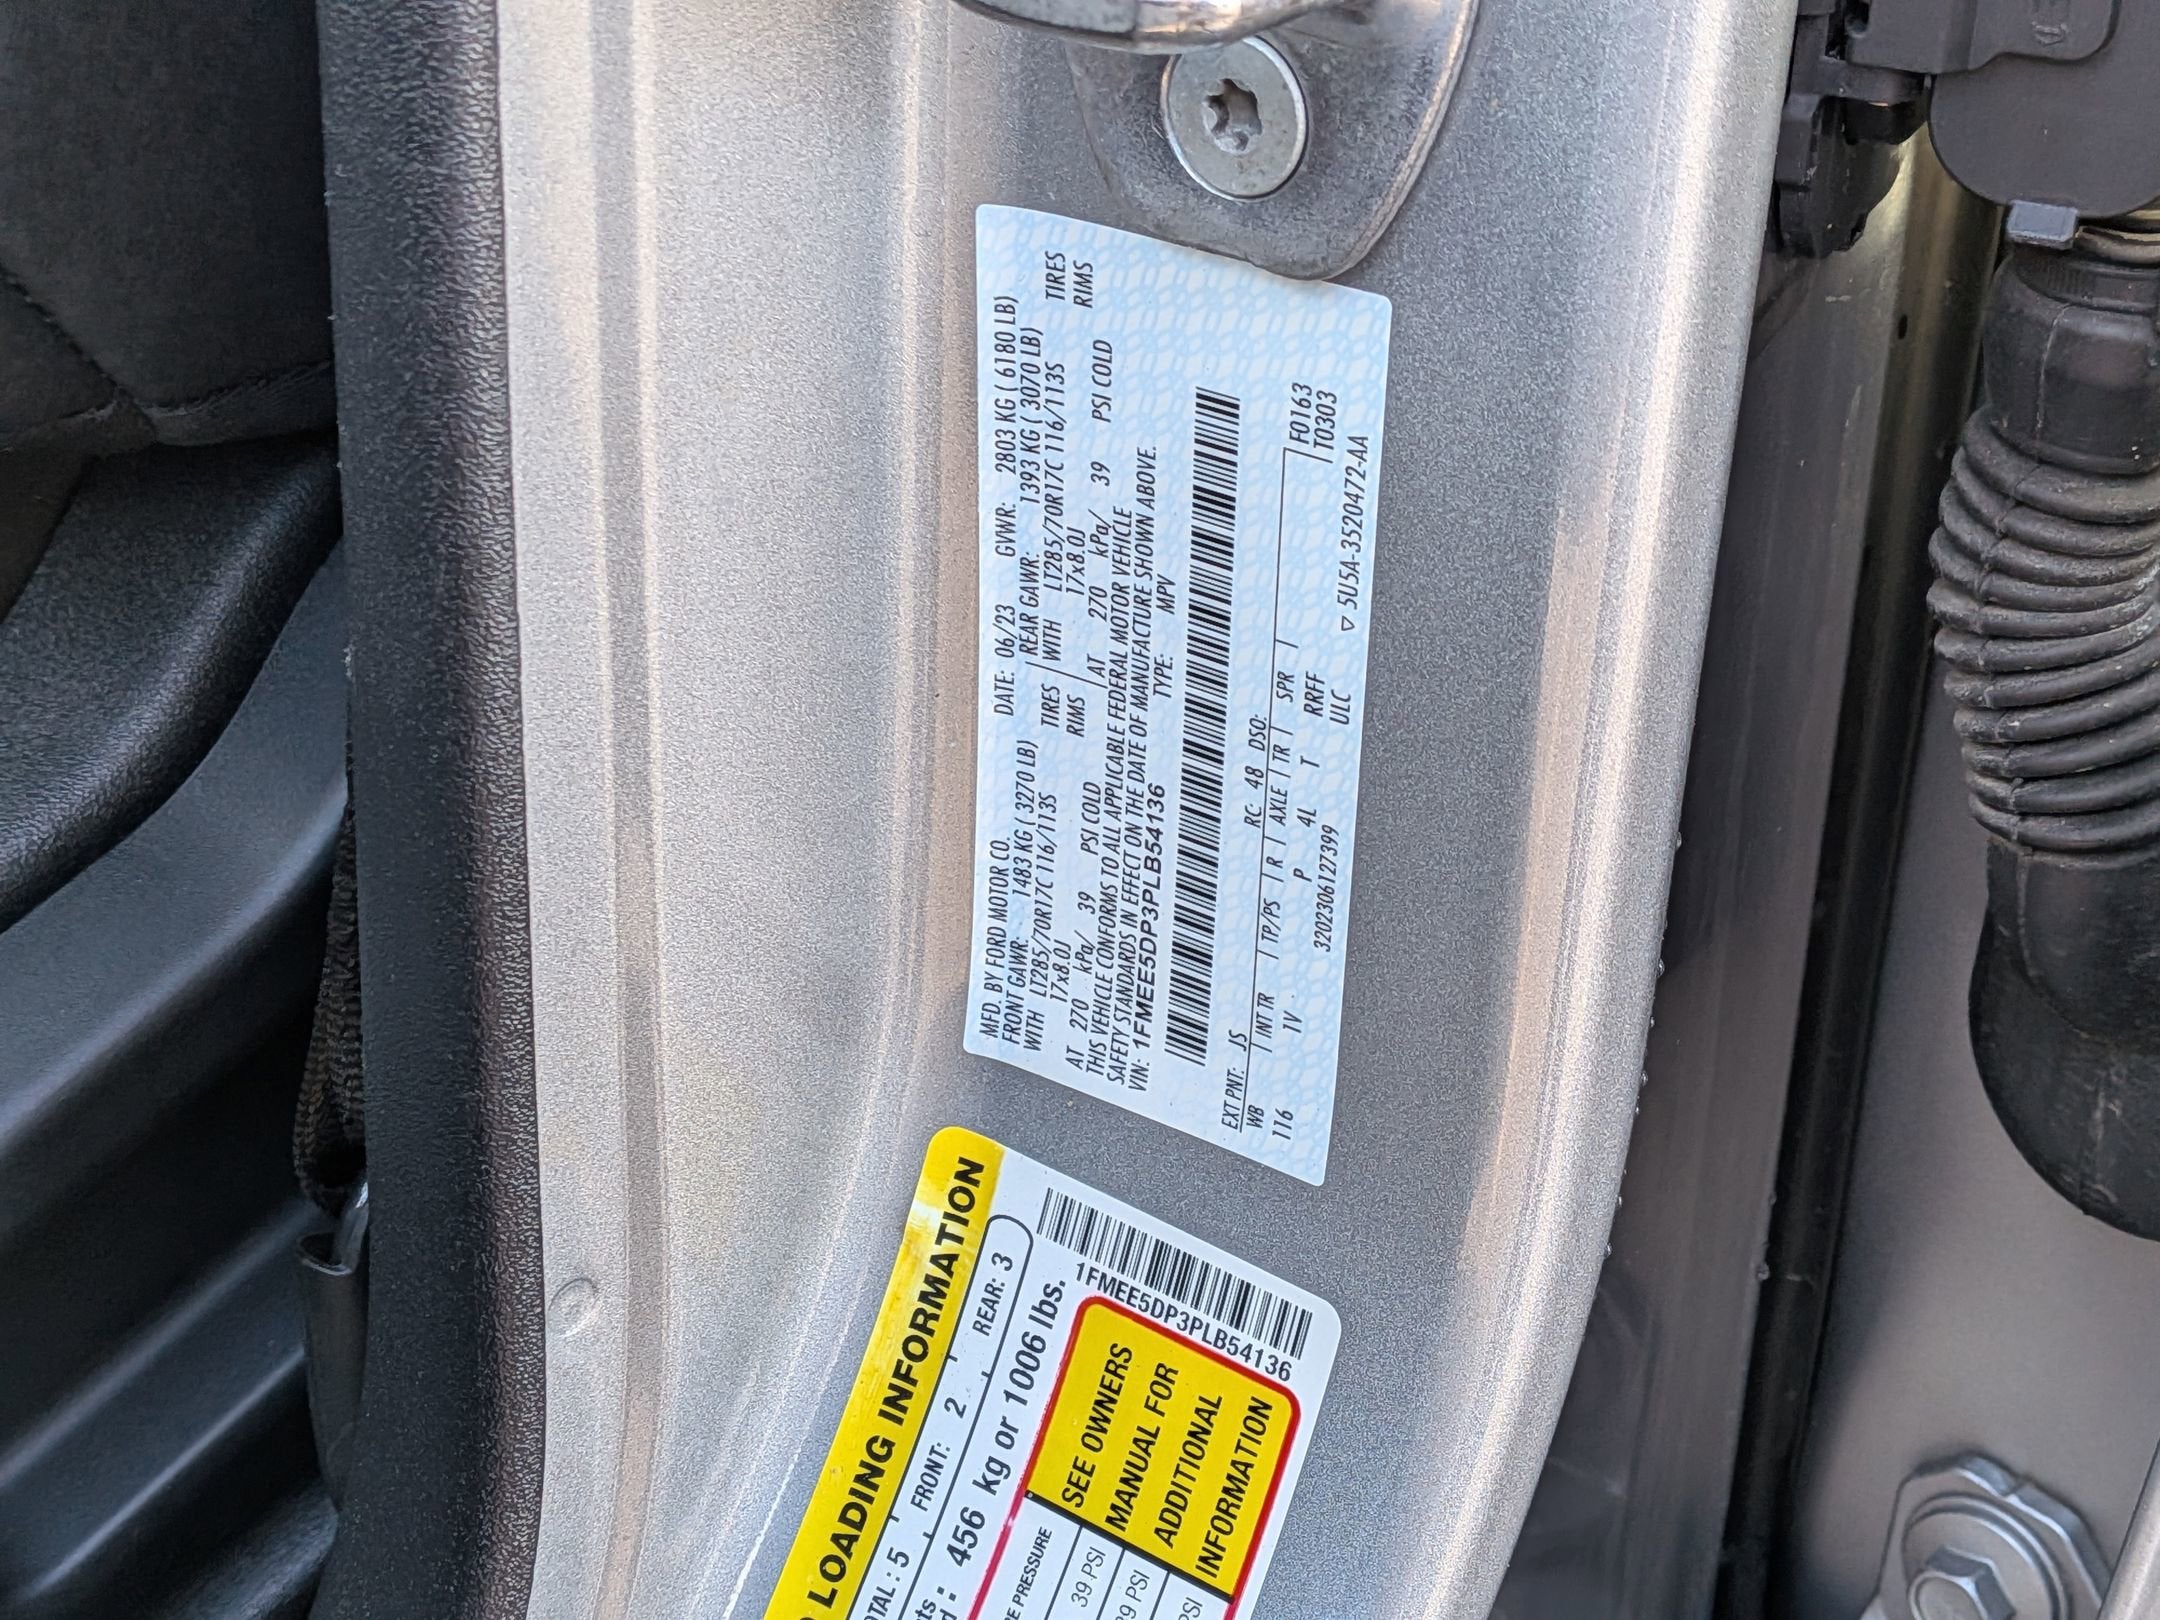 MFD. BY FORD MOTOR CO. DATE: 06/23 GVWR: 2803 KG ( 6180 LB)
FRONT GAWR: 1483 KG ( 3270 LB) REAR GAWR: 1393 KG ( 3070 LB)
WITH LT285/70R17C 116/113S TIRES WITH LT285/70R17C 116/113S TIRES
17x8.0J RIMS 17x8.0J RIMS
AT 270 kPa/ 39 PSI COLD AT 270 kPa/ 39 PSI COLD
THIS VEHICLE CONFORMS TO ALL APPLICABLE FEDERAL MOTOR VEHICLE
SAFETY STANDARDS IN EFFECT ON THE DATE OF MANUFACTURE SHOWN ABOVE.
VIN: 1FMEE5DP3PLB54136 TYPE: MPV
EXT PNT: JS RC: 48 DSO:
WB INT TR TP/PS R AXLE TR SPR F0163
116 1V P 4L T RRFF T0303
3202306127399 ULC ▽ 5U5A-3520472-AA
LOADING INFORMATION
5 FRONT: 2 REAR: 3
456 kg or 1006 lbs.
1FMEE5DP3PLB54136
PRESSURE
39 PSI
PSI
PSI
SEE OWNERS
MANUAL FOR
ADDITIONAL
INFORMATION